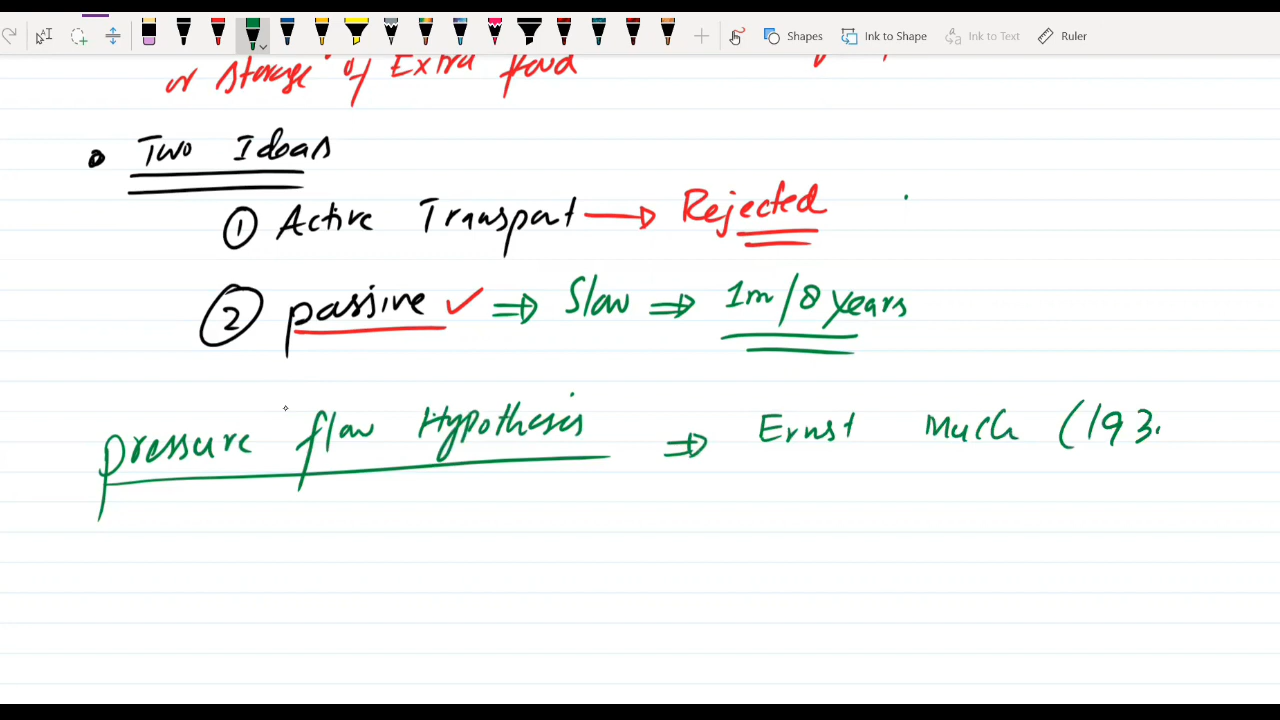 Shapes Ink to Shape Ink to Text Ruler
or Storage of Extra food
Two Ideas
① Active Transport → Rejected
② passive ✓ ⇒ Slow ⇒ 1m/8 years
pressure flow Hypothesis ⇒ Ernst Much (193